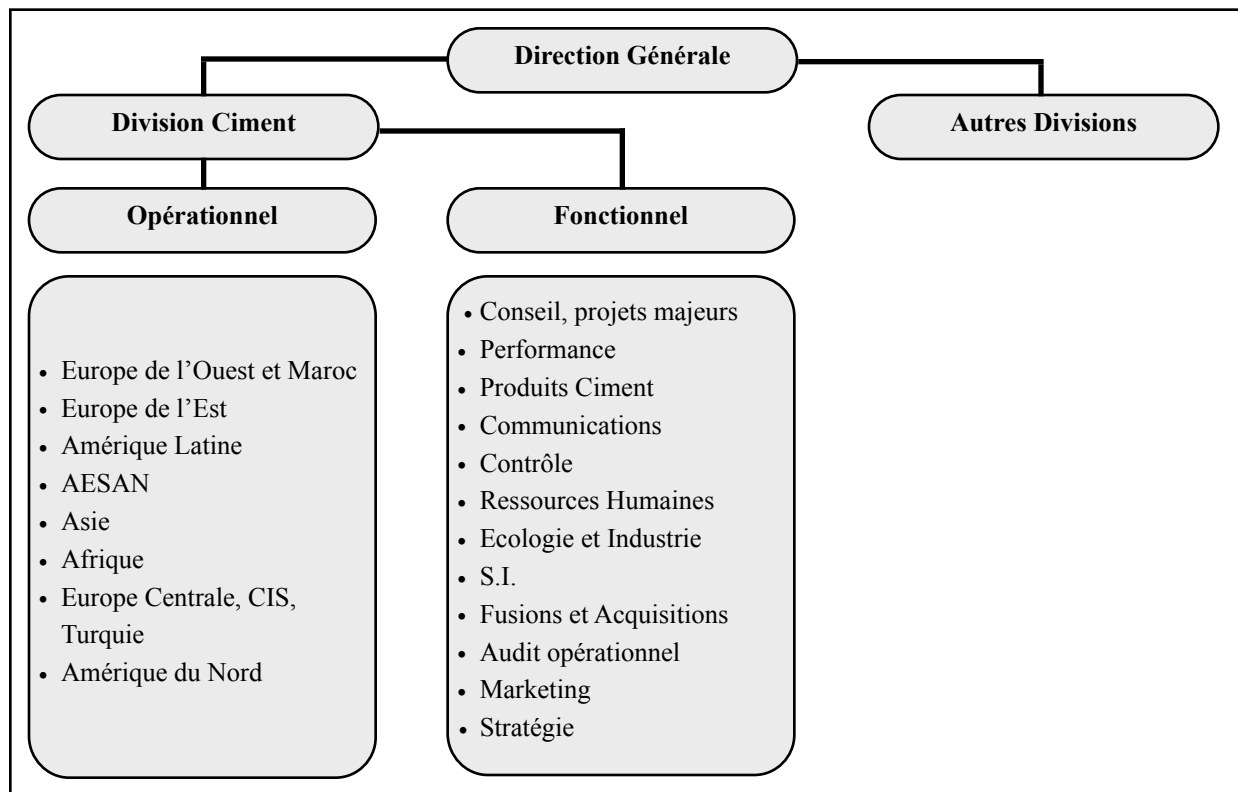 Direction Générale
Division Ciment
Autres Divisions
Opérationnel
Fonctionnel
• Europe de l’Ouest et Maroc
• Europe de l’Est
• Amérique Latine
• AESAN
• Asie
• Afrique
• Europe Centrale, CIS,
Turquie
• Amérique du Nord
• Conseil, projets majeurs
• Performance
• Produits Ciment
• Communications
• Contrôle
• Ressources Humaines
• Ecologie et Industrie
• S.I.
• Fusions et Acquisitions
• Audit opérationnel
• Marketing
• Stratégie